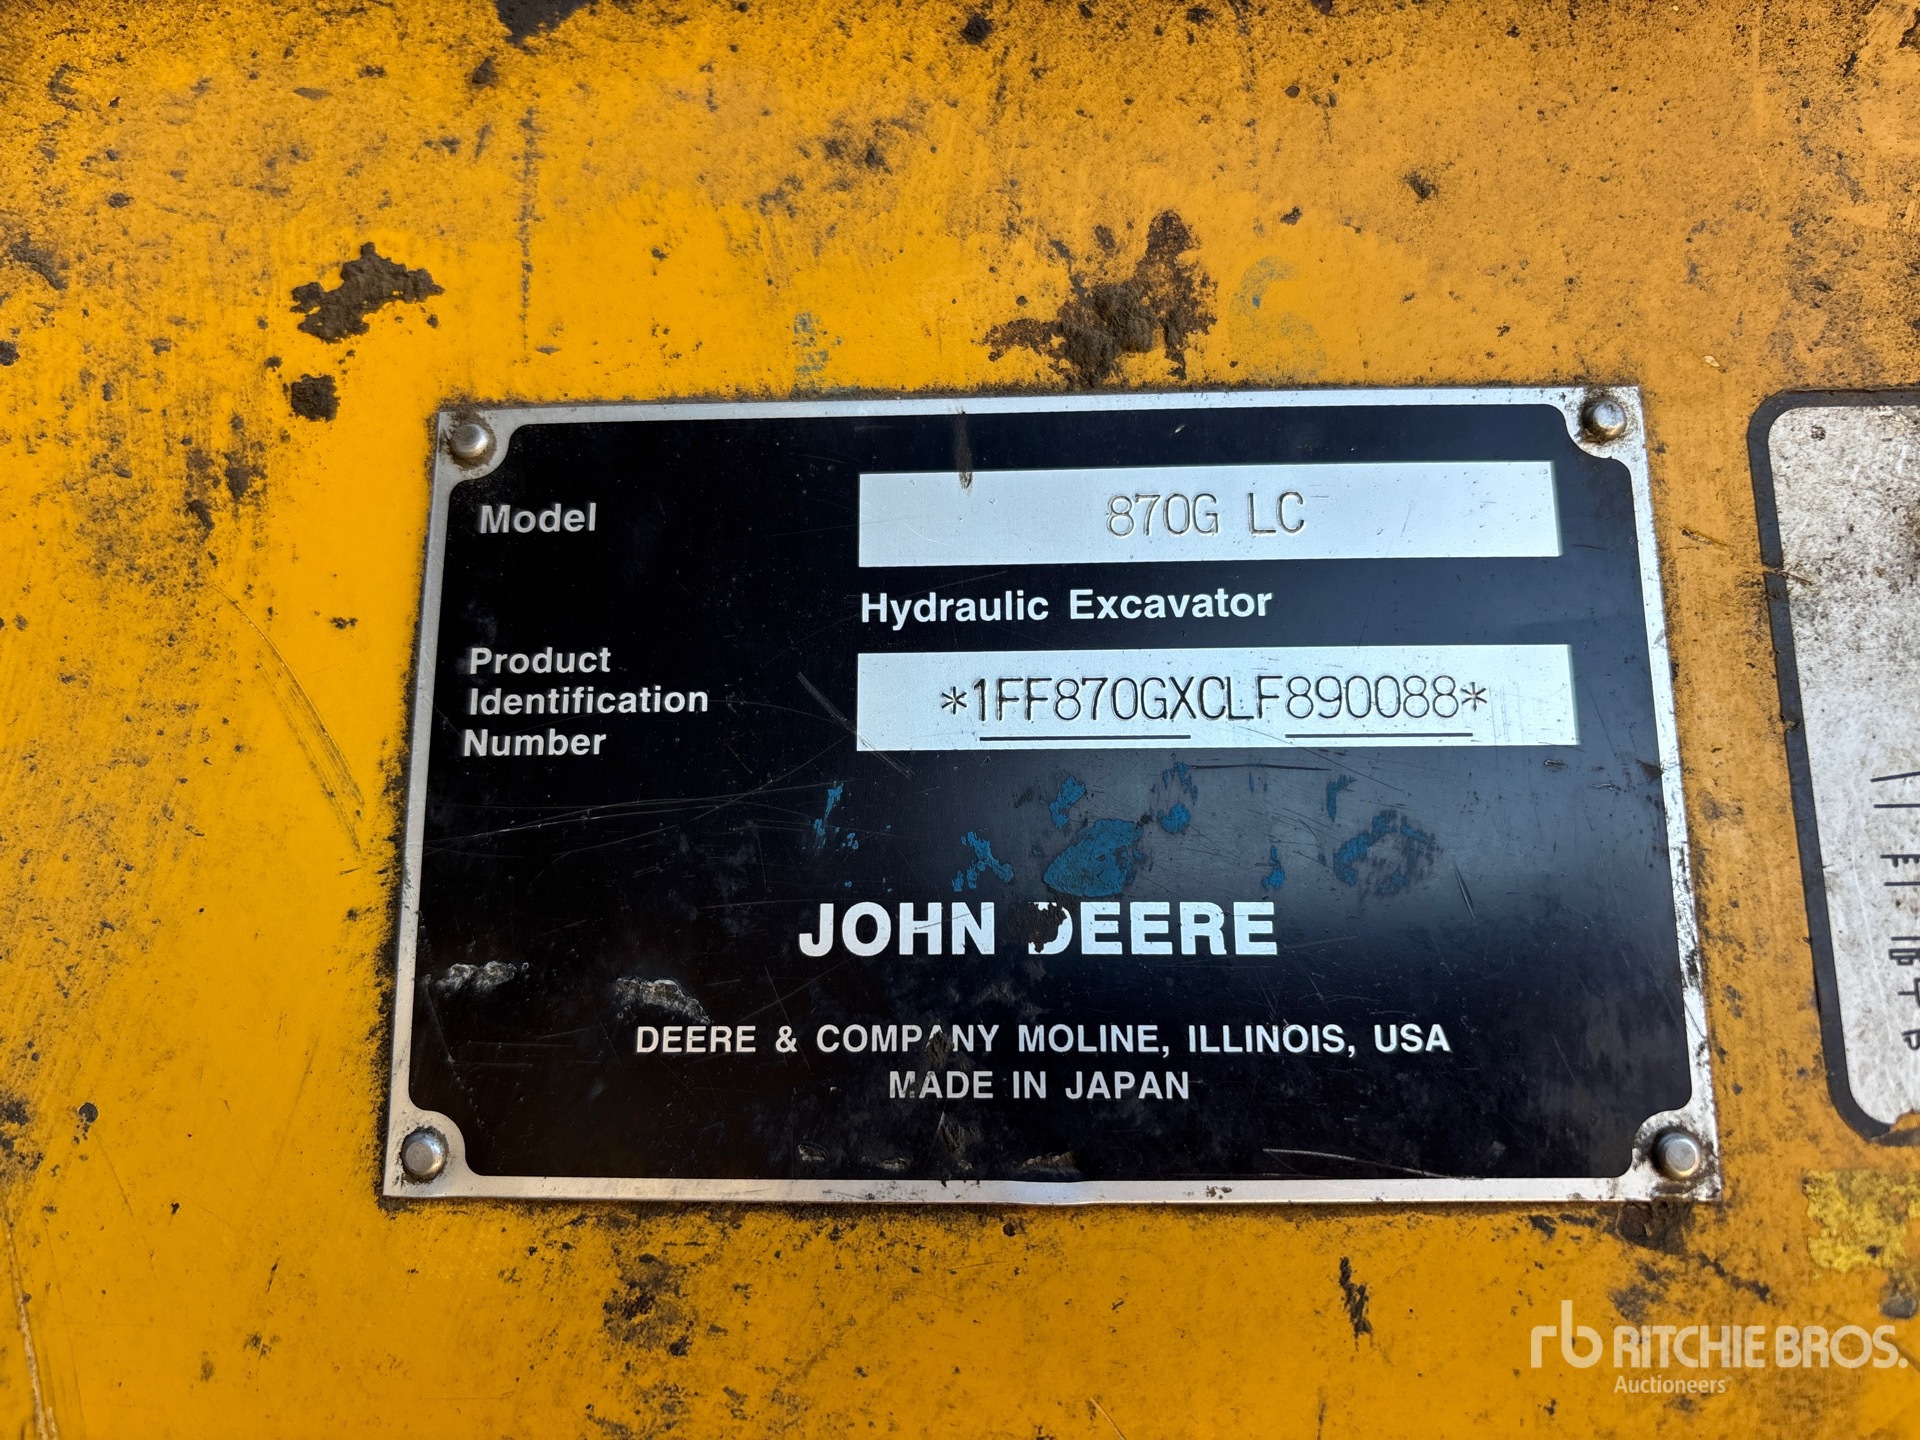 Model 870G LC
Hydraulic Excavator
Product
Identification
Number
*1FF870GXCLF890088*
JOHN DEERE
DEERE & COMPANY MOLINE, ILLINOIS, USA
MADE IN JAPAN
rb RITCHIE BROS.
Auctioneers